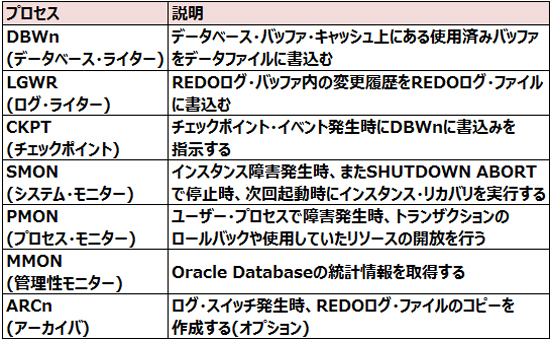 プロセス 説明
DBWn
(データベース・ライター)
データベース・バッファ・キャッシュ上にある使用済みバッファ
をデータファイルに書込む
LGWR
(ログ・ライター)
REDOログ・バッファ内の変更履歴をREDOログ・ファイル
に書込む
CKPT
(チェックポイント)
チェックポイント・イベント発生時にDBWnに書込みを
指示する
SMON
(システム・モニター)
インスタンス障害発生時、またSHUTDOWN ABORT
で停止時、次回起動時にインスタンス・リカバリを実行する
PMON
(プロセス・モニター)
ユーザー・プロセスで障害発生時、トランザクションの
ロールバックや使用していたリソースの開放を行う
MMON
(管理性モニター)
Oracle Databaseの統計情報を取得する
ARCn
(アーカイバ)
ログ・スイッチ発生時、REDOログ・ファイルのコピーを
作成する(オプション)